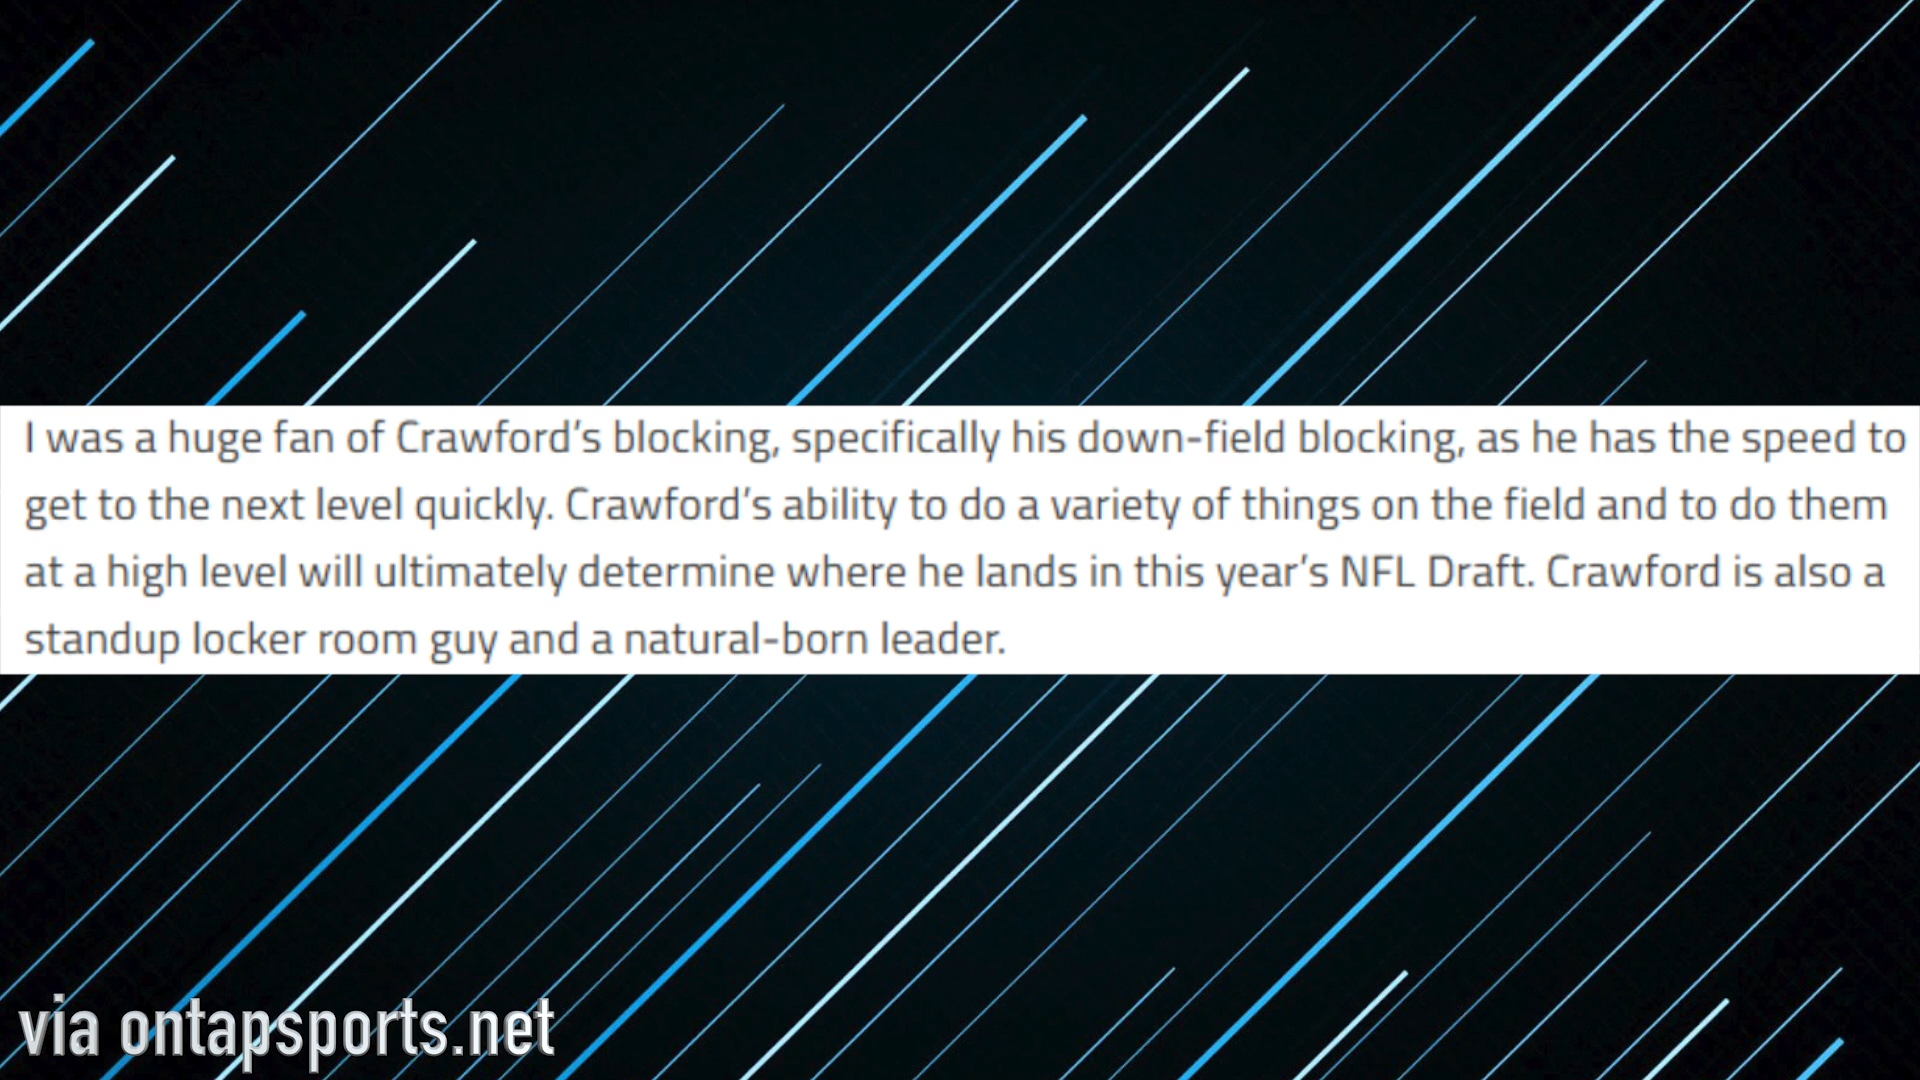 I was a huge fan of Crawford’s blocking, specifically his down-field blocking, as he has the speed to
get to the next level quickly. Crawford’s ability to do a variety of things on the field and to do them
at a high level will ultimately determine where he lands in this year’s NFL Draft. Crawford is also a
standup locker room guy and a natural-born leader.
via ontapsports.net